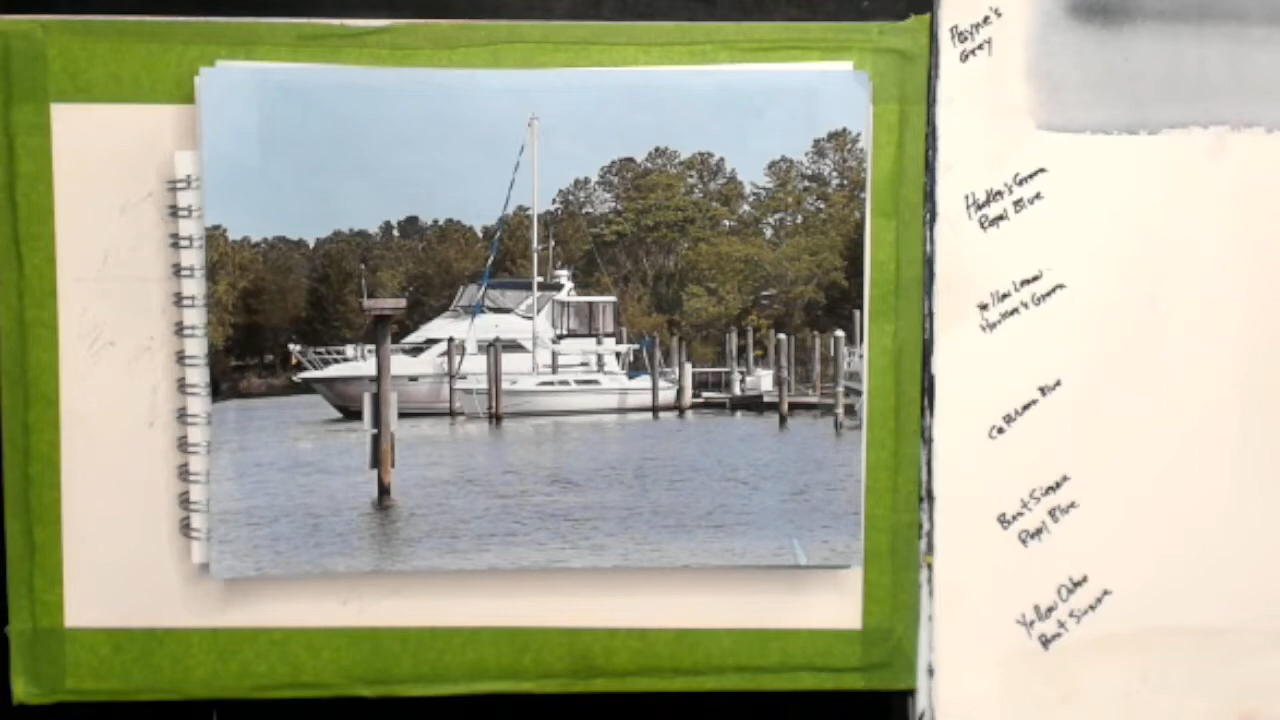 Payne's
Grey
Hooker's Green
Royal Blue
Yellow Lemon
Hooker's Green
Cerulean Blue
Burnt Sienna
Royal Blue
Yellow Ochre
Burnt Sienna